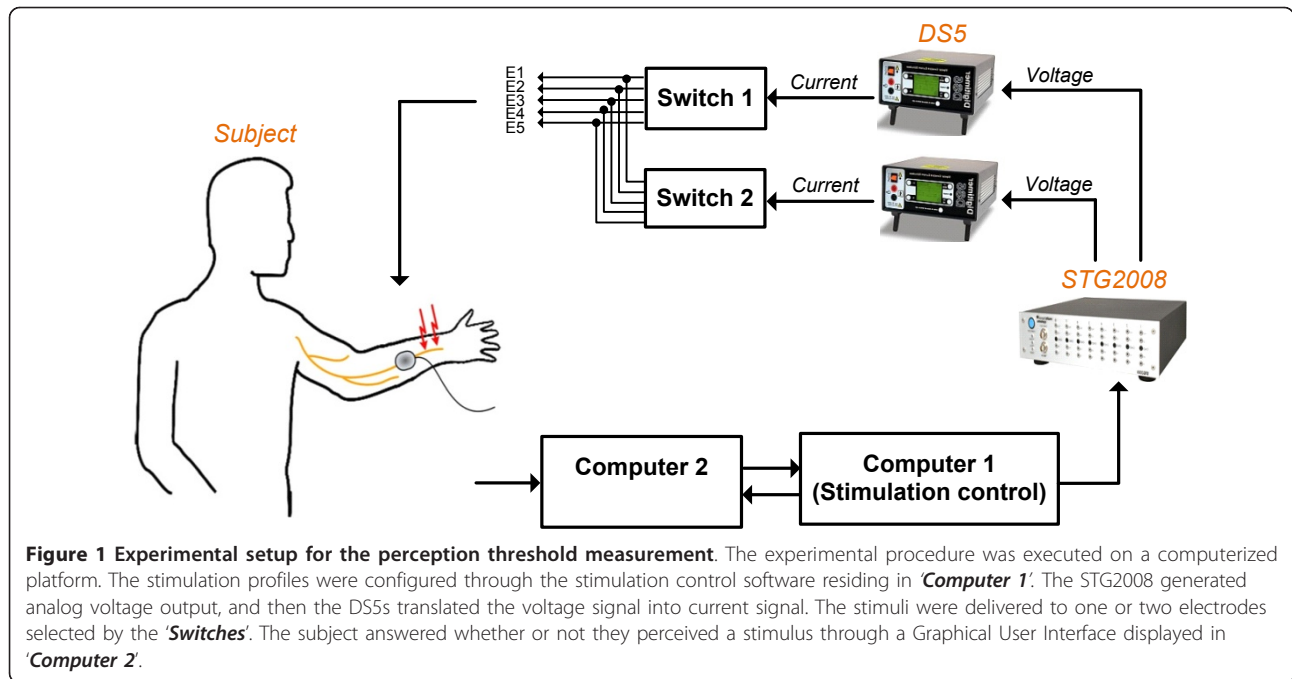 DS5
E1
E2
E3
E4
E5
Switch 1
Current
Voltage
Subject
Switch 2
Current
Voltage
STG2008
Computer 2
Computer 1
(Stimulation control)
Figure 1 Experimental setup for the perception threshold measurement. The experimental procedure was executed on a computerized
platform. The stimulation profiles were configured through the stimulation control software residing in 'Computer 1'. The STG2008 generated
analog voltage output, and then the DS5s translated the voltage signal into current signal. The stimuli were delivered to one or two electrodes
selected by the 'Switches'. The subject answered whether or not they perceived a stimulus through a Graphical User Interface displayed in
'Computer 2'.